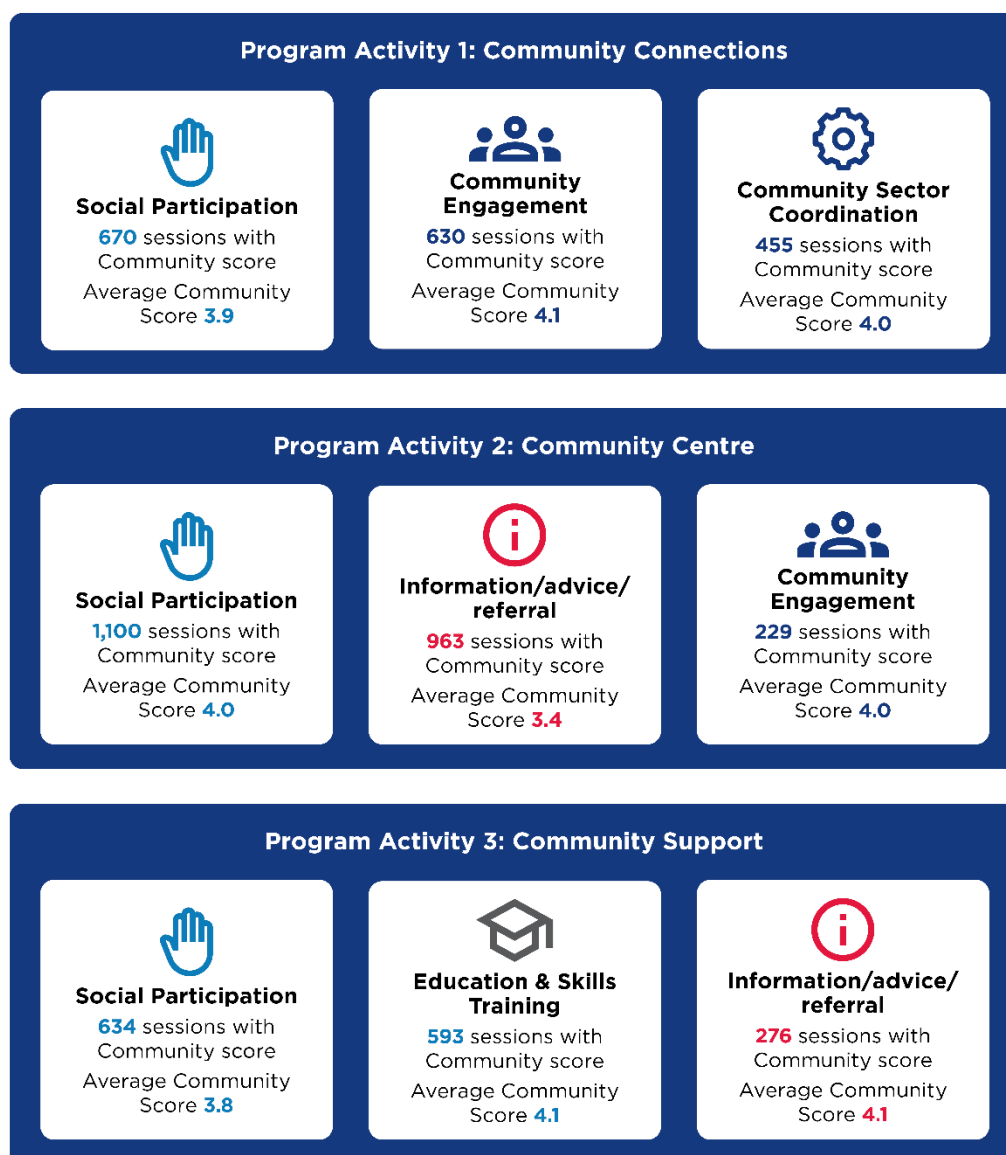 Program Activity 1: Community Connections
Social Participation
670 sessions with
Community score
Average Community
Score 3.9
Community
Engagement
630 sessions with
Community score
Average Community
Score 4.1
Community Sector
Coordination
455 sessions with
Community score
Average Community
Score 4.0
Program Activity 2: Community Centre
Social Participation
1,100 sessions with
Community score
Average Community
Score 4.0
Information/advice/
referral
963 sessions with
Community score
Average Community
Score 3.4
Community
Engagement
229 sessions with
Community score
Average Community
Score 4.0
Program Activity 3: Community Support
Social Participation
634 sessions with
Community score
Average Community
Score 3.8
Education & Skills
Training
593 sessions with
Community score
Average Community
Score 4.1
Information/advice/
referral
276 sessions with
Community score
Average Community
Score 4.1